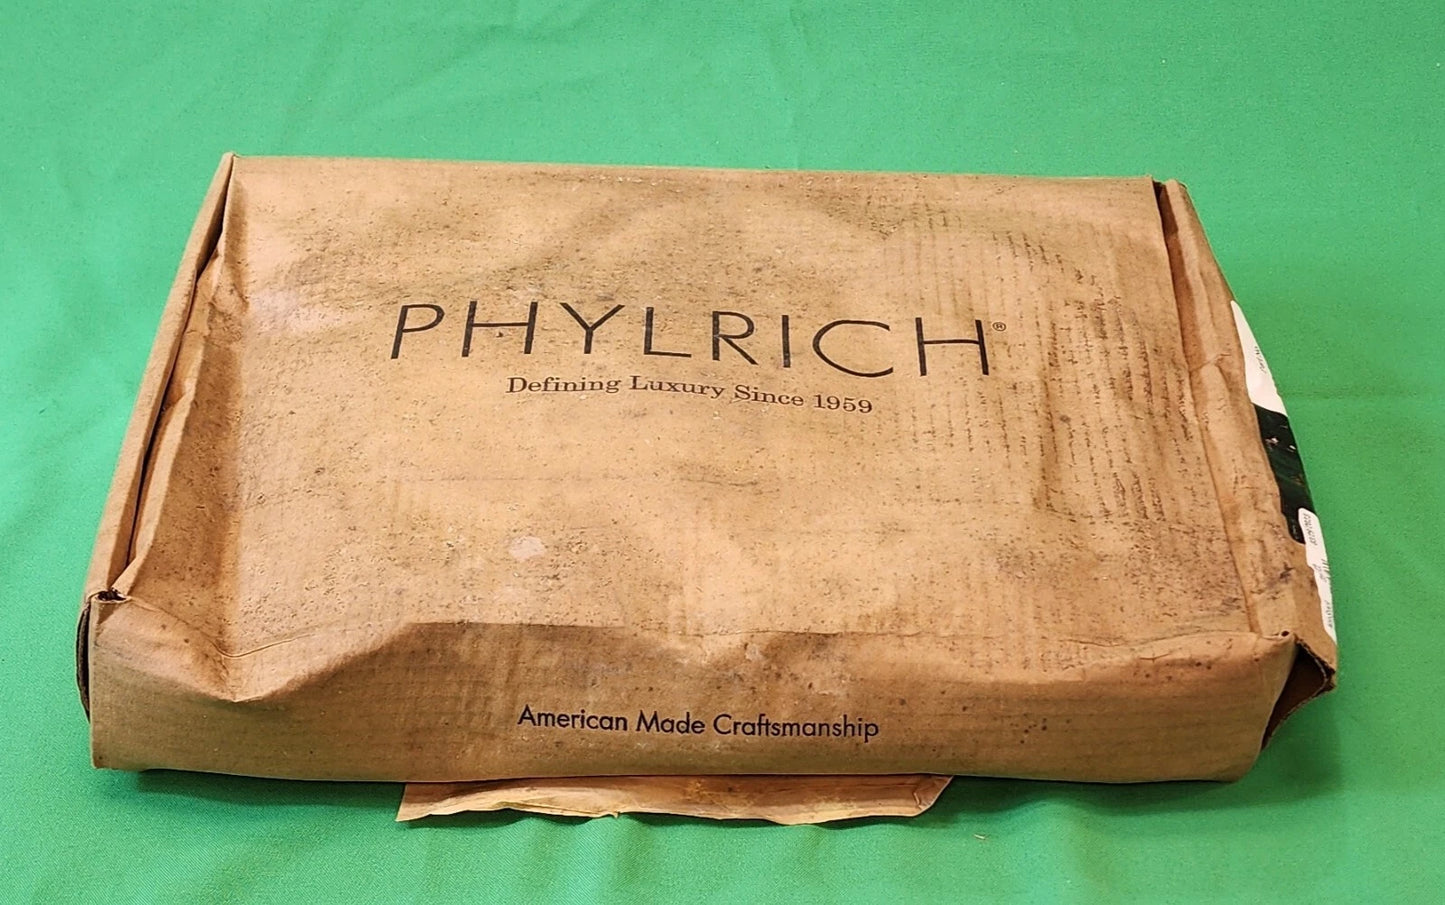 PHYLRICH®
Defining Luxury Since 1959
American Made Craftsmanship